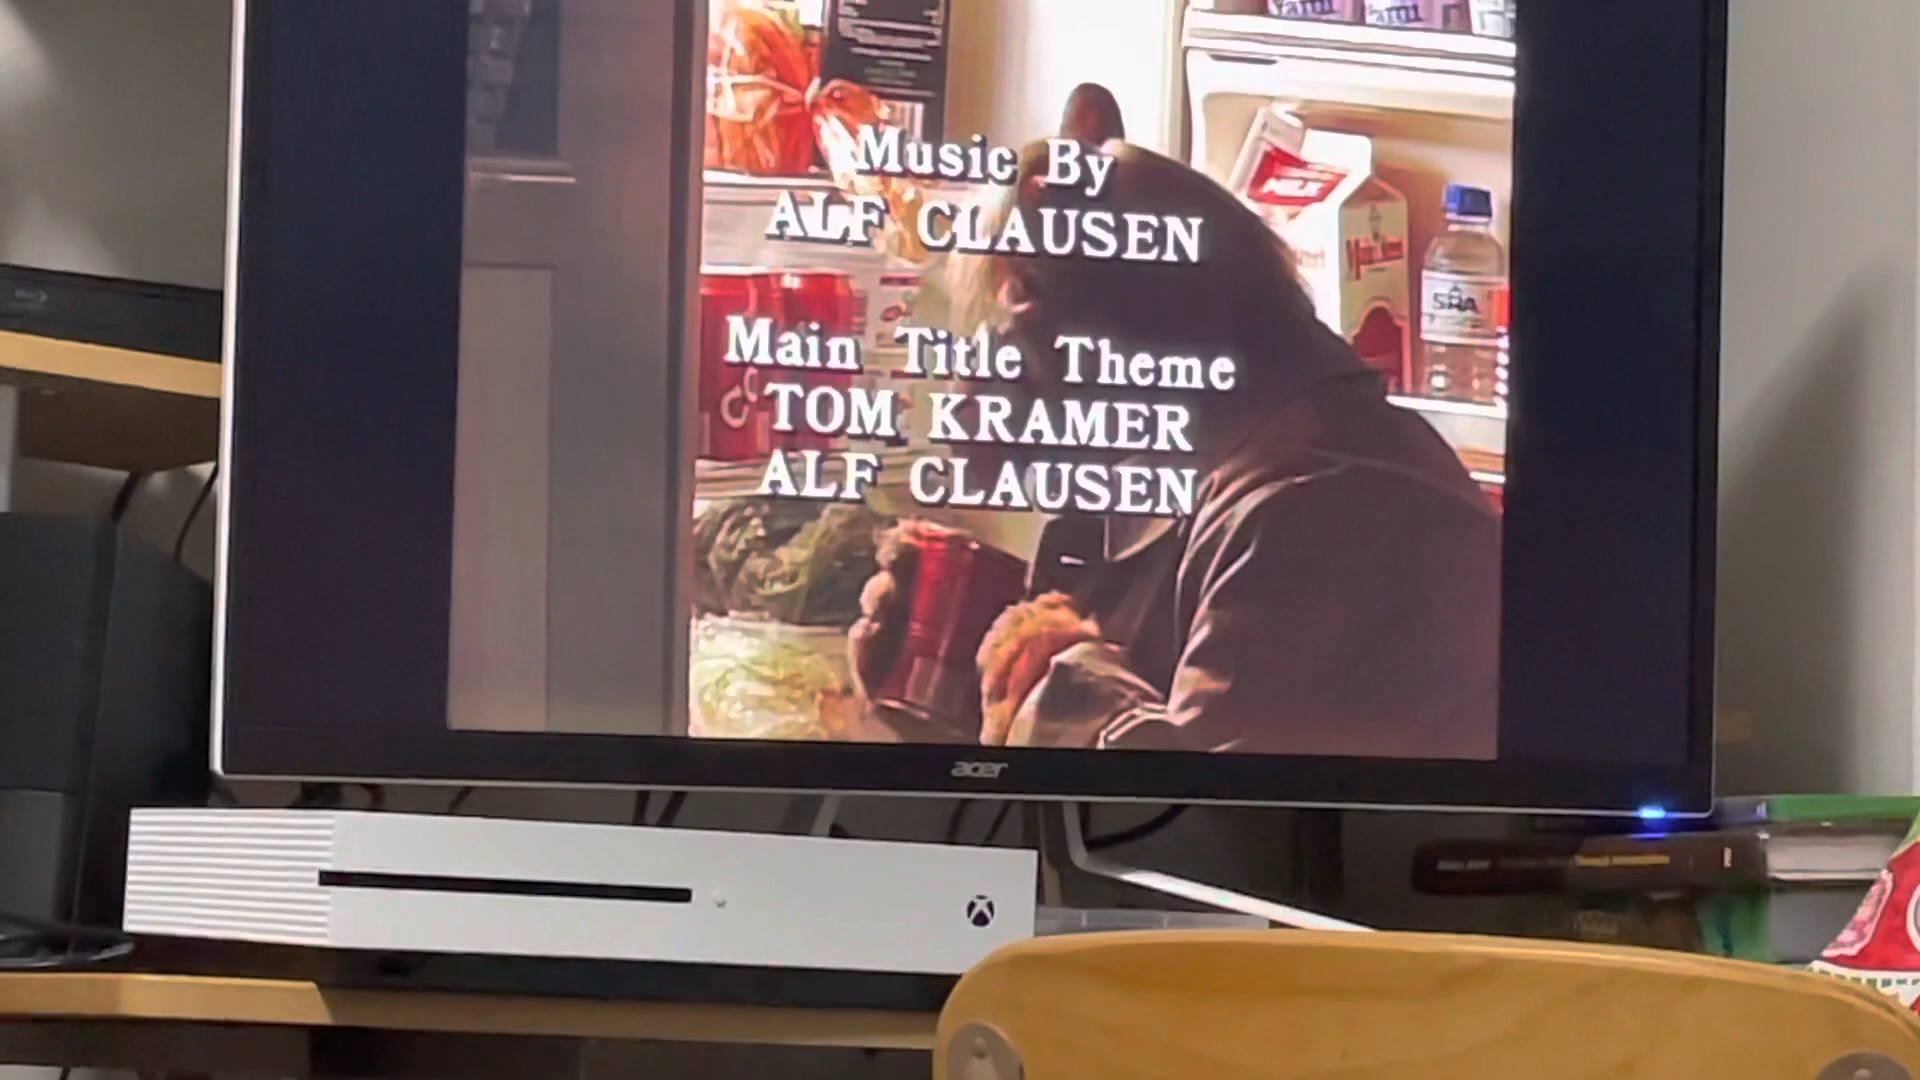 Music By
ALF CLAUSEN
Main Title Theme
TOM KRAMER
ALF CLAUSEN
acer